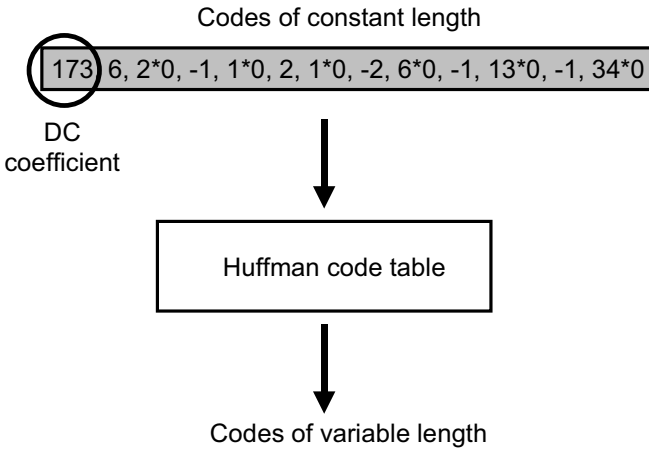 Codes of constant length
173 6, 2*0, -1, 1*0, 2, 1*0, -2, 6*0, -1, 13*0, -1, 34*0
DC
coefficient
Huffman code table
Codes of variable length